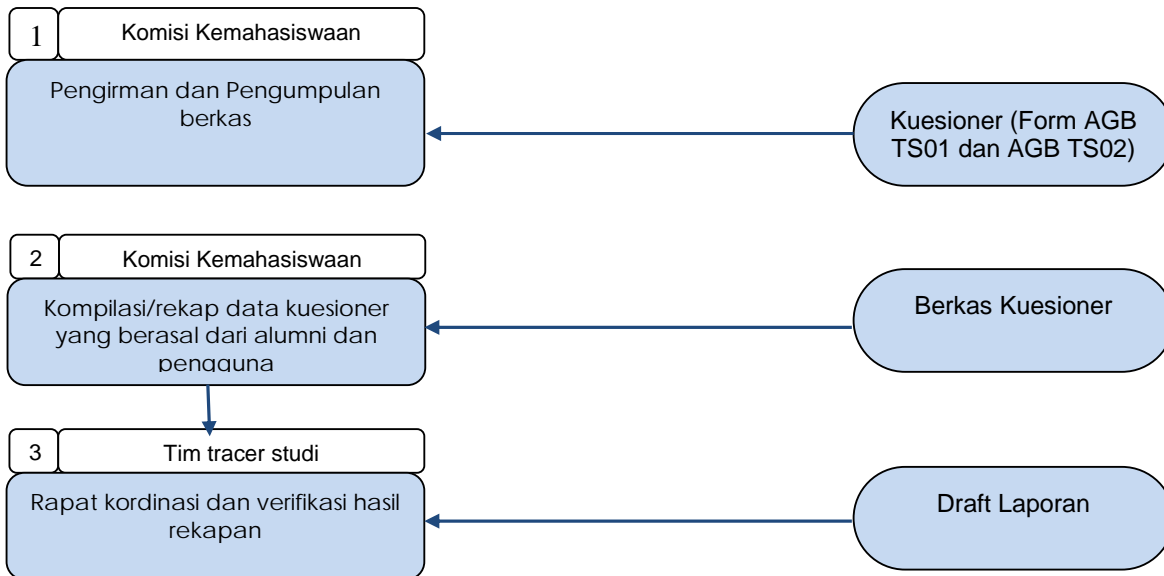 1
Komisi Kemahasiswaan
Pengirman dan Pengumpulan
berkas
Kuesioner (Form AGB
TS01 dan AGB TS02)
2
Komisi Kemahasiswaan
Kompilasi/rekap data kuesioner
yang berasal dari alumni dan
pengguna
Berkas Kuesioner
3
Tim tracer studi
Rapat kordinasi dan verifikasi hasil
rekapan
Draft Laporan